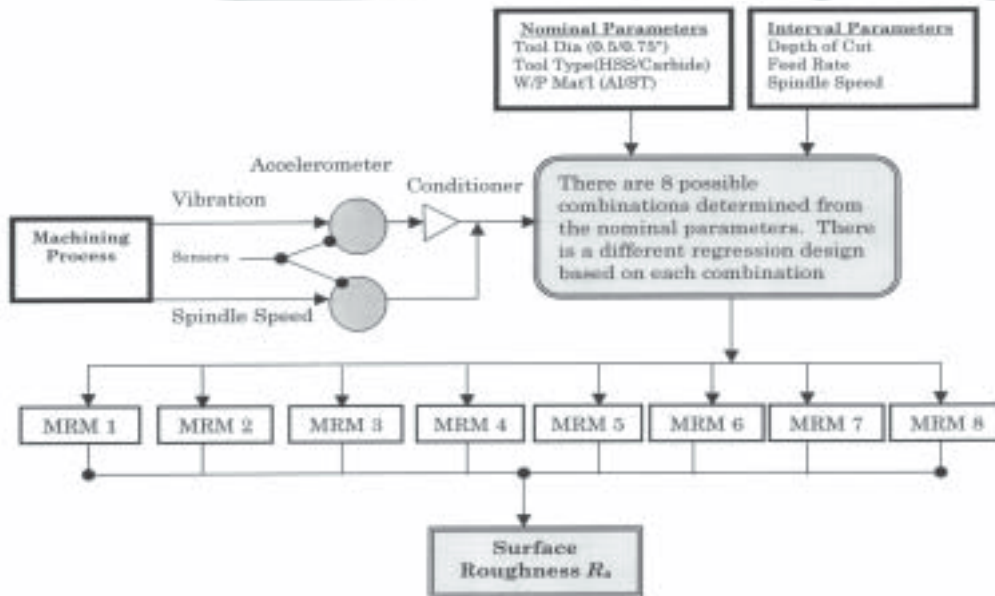 Nominal Parameters
Tool Dia (0.5/0.75")
Tool Type(HSS/Carbide)
W/P Mat'l (Al/ST)
Interval Parameters
Depth of Cut
Feed Rate
Spindle Speed
Accelerometer
Conditioner
Vibration
Machining
Process
Sensors
Spindle Speed
There are 8 possible
combinations determined from
the nominal parameters. There
is a different regression design
based on each combination
MRM 1
MRM 2
MRM 3
MRM 4
MRM 5
MRM 6
MRM 7
MRM 8
Surface
Roughness Ra